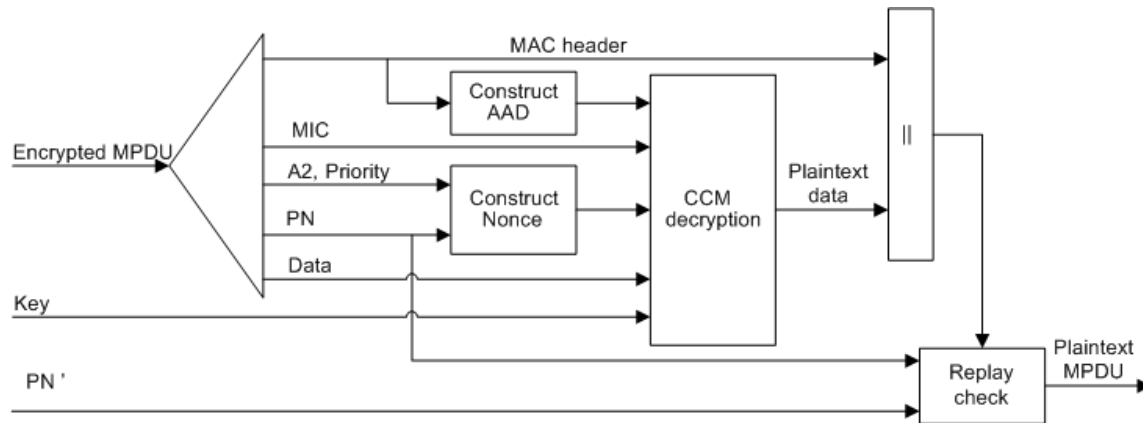 MAC header
Construct
AAD
MIC
Encrypted MPDU
A2, Priority
Construct
Nonce
PN
Data
Key
CCM
decryption
Plaintext
data
||
PN '
Replay
check
Plaintext
MPDU